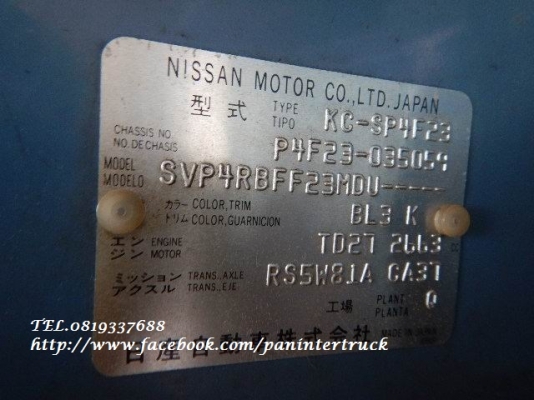 NISSAN MOTOR CO.,LTD. JAPAN
型式 TYPE TIPO KC-SP4F23
CHASSIS NO. NO. DE CHASIS P4F23-035059
MODEL MODELO SVP4RBFF23MDU-----
カラー トリム COLOR, TRIM COLOR, GUARNICION BL3 K
エンジン ENGINE MOTOR TD27 2663 cc
ミッション アクスル TRANS., AXLE TRANS., EJE RS5W81A GA37
工場 PLANT PLANTA Q
日産自動車株式会社 MADE IN JAPAN
TEL.0819337688
http://www.facebook.com/paninterttruck